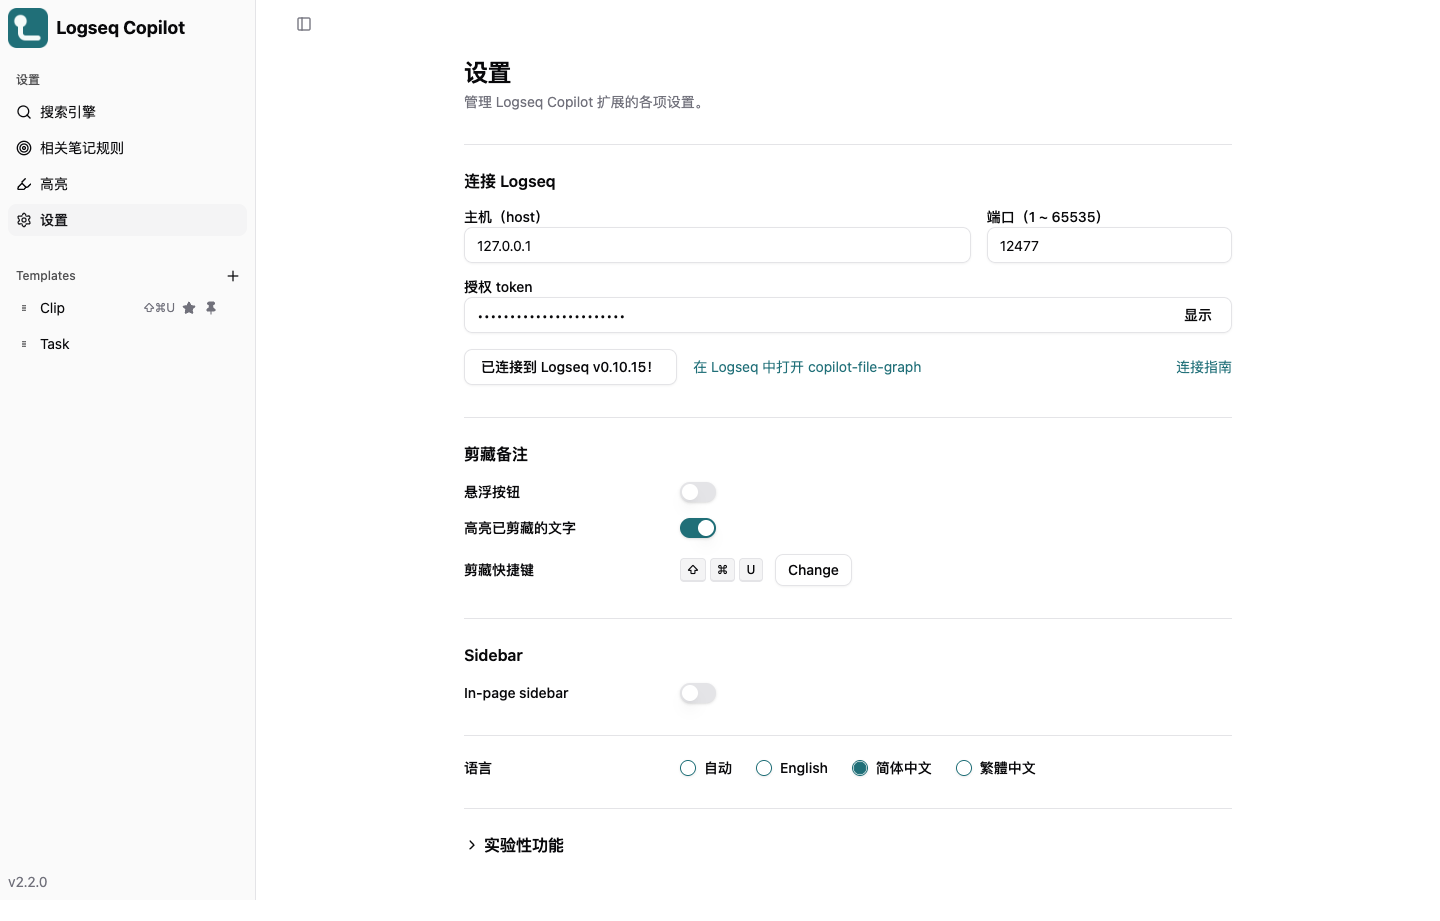 Logseq Copilot
设置
搜索引擎
相关笔记规则
高亮
设置
Templates
Clip ⇧⌘U
Task
v2.2.0
设置
管理 Logseq Copilot 扩展的各项设置。
连接 Logseq
主机（host） 端口（1 ~ 65535）
127.0.0.1 12477
授权 token
••••••••••••••••••••••• 显示
已连接到 Logseq v0.10.15！ 在 Logseq 中打开 copilot-file-graph 连接指南
剪藏备注
悬浮按钮
高亮已剪藏的文字
剪藏快捷键 ⇧ ⌘ U Change
Sidebar
In-page sidebar
语言 自动 English 简体中文 繁體中文
实验性功能